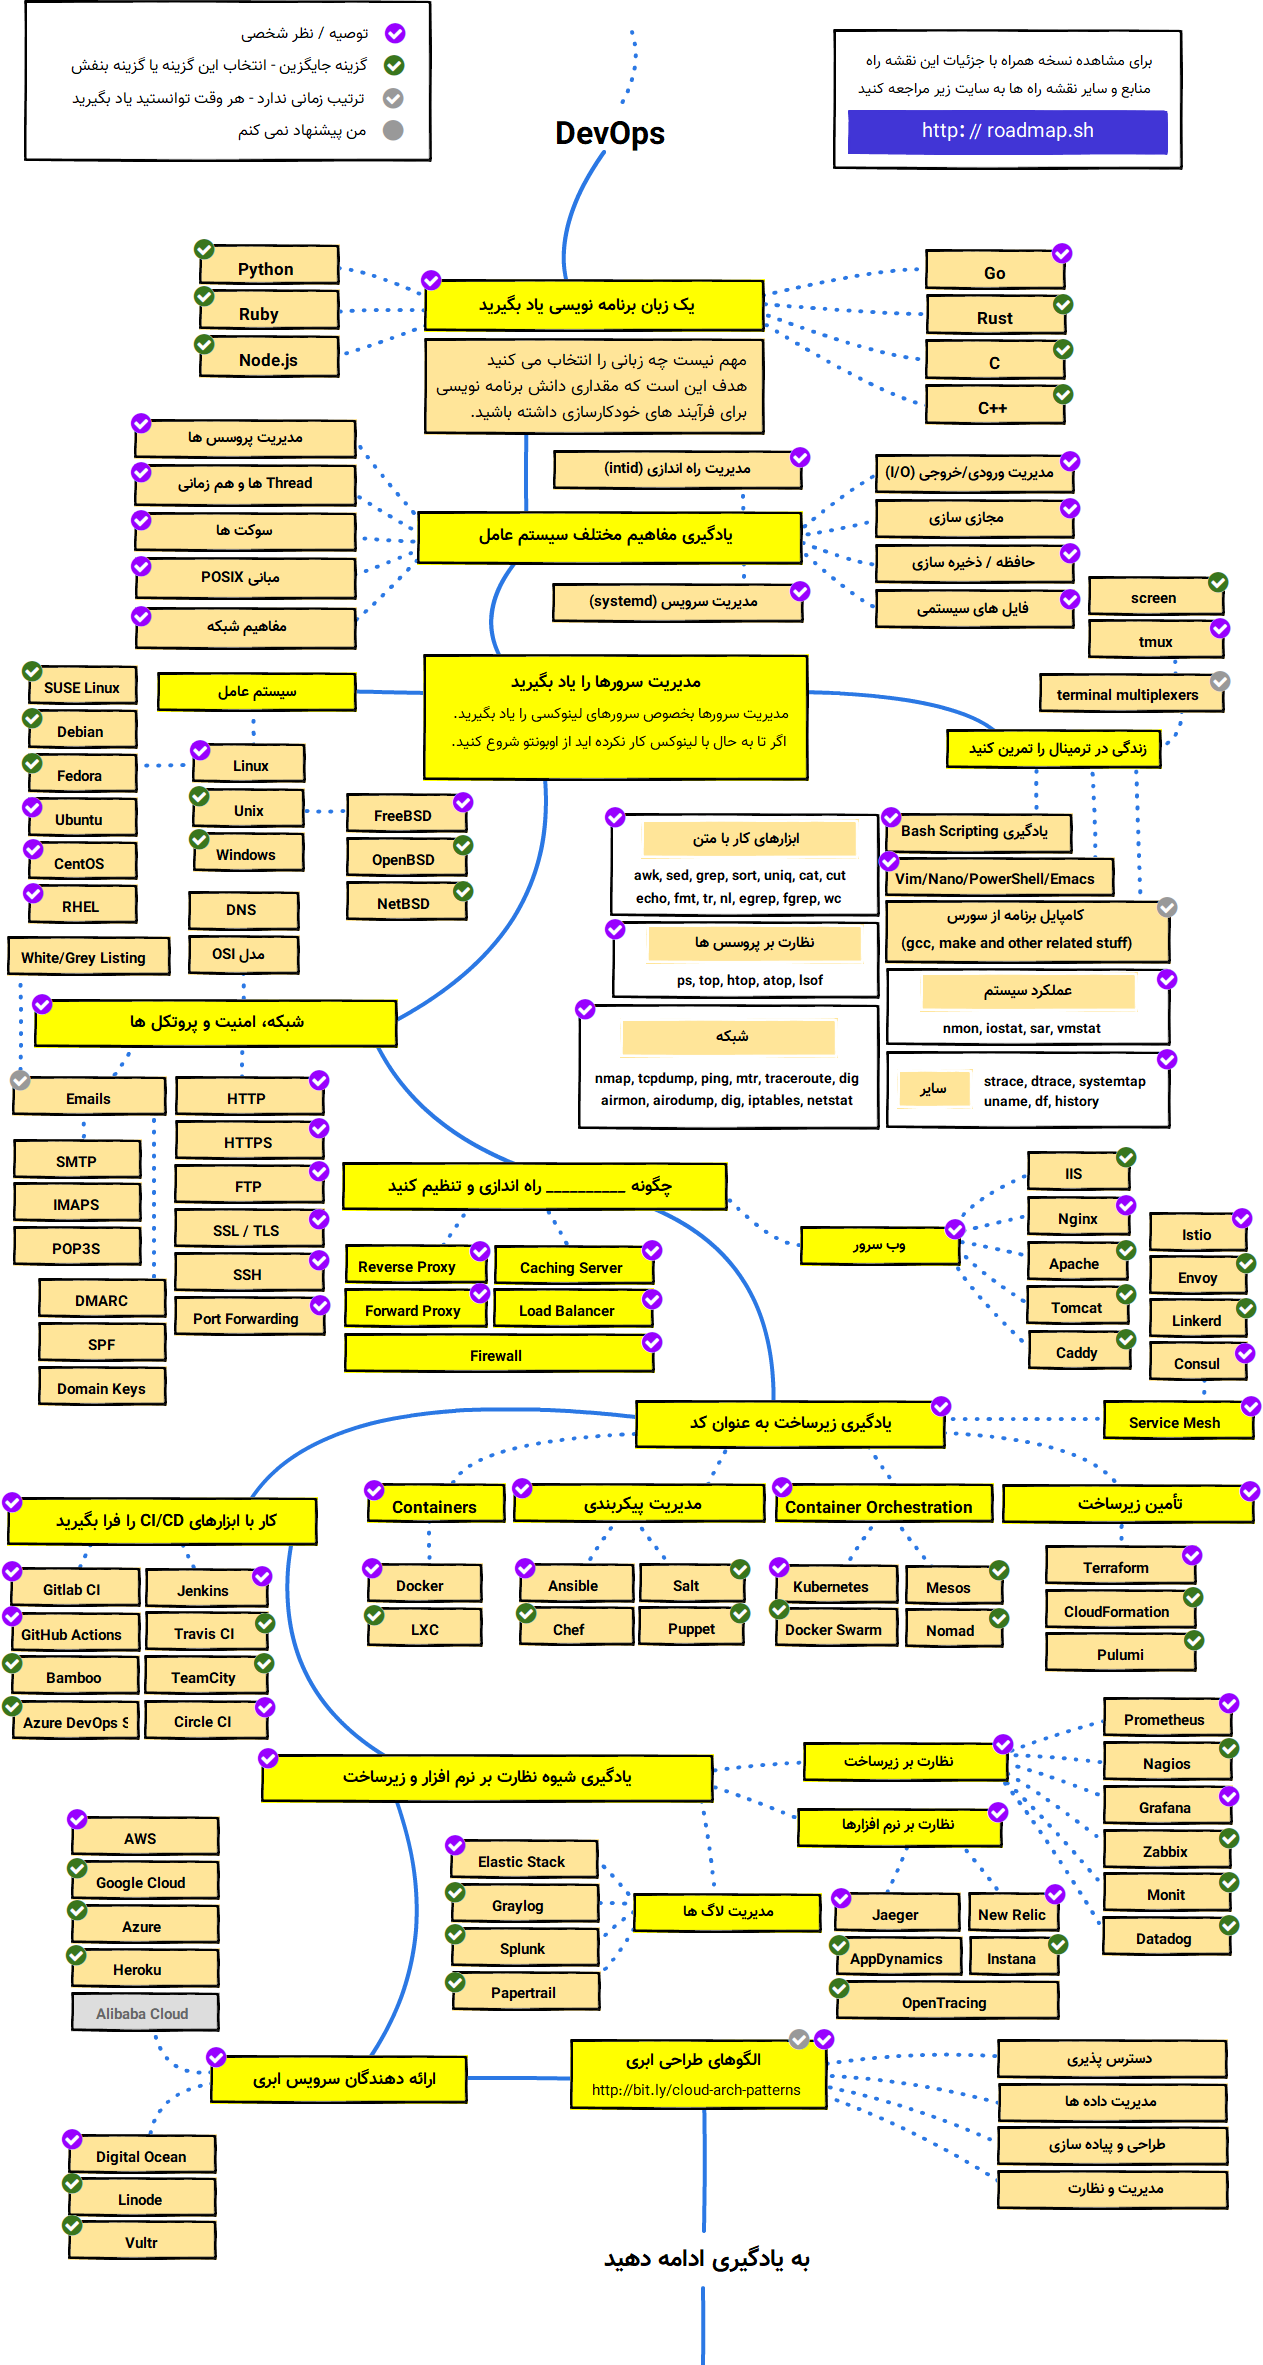 توصیه / نظر شخصی
گزینه جایگزین - انتخاب این گزینه یا گزینه بنفش
ترتیب زمانی ندارد - هر وقت توانستید یاد بگیرید
من پیشنهاد نمی کنم
برای مشاهده نسخه همراه با جزئیات این نقشه راه
منابع و سایر نقشه راه ها به سایت زیر مراجعه کنید
http: // roadmap.sh
DevOps
Python
Ruby
Node.js
یک زبان برنامه نویسی یاد بگیرید
مهم نیست چه زبانی را انتخاب می کنید
هدف این است که مقداری دانش برنامه نویسی
برای فرآیند های خودکارسازی داشته باشید.
Go
Rust
C
C++
مدیریت پروسس ها
Thread ها و هم زمانی
سوکت ها
مبانی POSIX
مفاهیم شبکه
مدیریت راه اندازی (intid)
یادگیری مفاهیم مختلف سیستم عامل
مدیریت سرویس (systemd)
مدیریت ورودی/خروجی (I/O)
مجازی سازی
حافظه / ذخیره سازی
فایل های سیستمی
screen
tmux
terminal multiplexers
زندگی در ترمینال را تمرین کنید
مدیریت سرورها را یاد بگیرید
مدیریت سرورها بخصوص سرورهای لینوکسی را یاد بگیرید.
اگر تا به حال با لینوکس کار نکرده اید از اوبونتو شروع کنید.
سیستم عامل
SUSE Linux
Debian
Fedora
Ubuntu
CentOS
RHEL
Linux
Unix
Windows
FreeBSD
OpenBSD
NetBSD
ابزارهای کار با متن
awk, sed, grep, sort, uniq, cat, cut
echo, fmt, tr, nl, egrep, fgrep, wc
نظارت بر پروسس ها
ps, top, htop, atop, lsof
شبکه
nmap, tcpdump, ping, mtr, traceroute, dig
airmon, airodump, dig, iptables, netstat
یادگیری Bash Scripting
Vim/Nano/PowerShell/Emacs
کامپایل برنامه از سورس
(gcc, make and other related stuff)
عملکرد سیستم
nmon, iostat, sar, vmstat
سایر
strace, dtrace, systemtap
uname, df, history
DNS
مدل OSI
White/Grey Listing
شبکه، امنیت و پروتکل ها
Emails
SMTP
IMAPS
POP3S
DMARC
SPF
Domain Keys
HTTP
HTTPS
FTP
SSL / TLS
SSH
Port Forwarding
چگونه __________ راه اندازی و تنظیم کنید
Reverse Proxy
Caching Server
Forward Proxy
Load Balancer
Firewall
وب سرور
IIS
Nginx
Apache
Tomcat
Caddy
Istio
Envoy
Linkerd
Consul
Service Mesh
یادگیری زیرساخت به عنوان کد
Containers
Docker
LXC
مدیریت پیکربندی
Ansible
Salt
Chef
Puppet
Container Orchestration
Kubernetes
Mesos
Docker Swarm
Nomad
تأمین زیرساخت
Terraform
CloudFormation
Pulumi
کار با ابزارهای CI/CD را فرا بگیرید
Gitlab CI
Jenkins
GitHub Actions
Travis CI
Bamboo
TeamCity
Azure DevOps S
Circle CI
یادگیری شیوه نظارت بر نرم افزار و زیرساخت
نظارت بر زیرساخت
Prometheus
Nagios
Grafana
Zabbix
Monit
Datadog
نظارت بر نرم افزارها
Jaeger
New Relic
AppDynamics
Instana
OpenTracing
مدیریت لاگ ها
Elastic Stack
Graylog
Splunk
Papertrail
AWS
Google Cloud
Azure
Heroku
Alibaba Cloud
ارائه دهندگان سرویس ابری
Digital Ocean
Linode
Vultr
الگوهای طراحی ابری
http://bit.ly/cloud-arch-patterns
دسترس پذیری
مدیریت داده ها
طراحی و پیاده سازی
مدیریت و نظارت
به یادگیری ادامه دهید